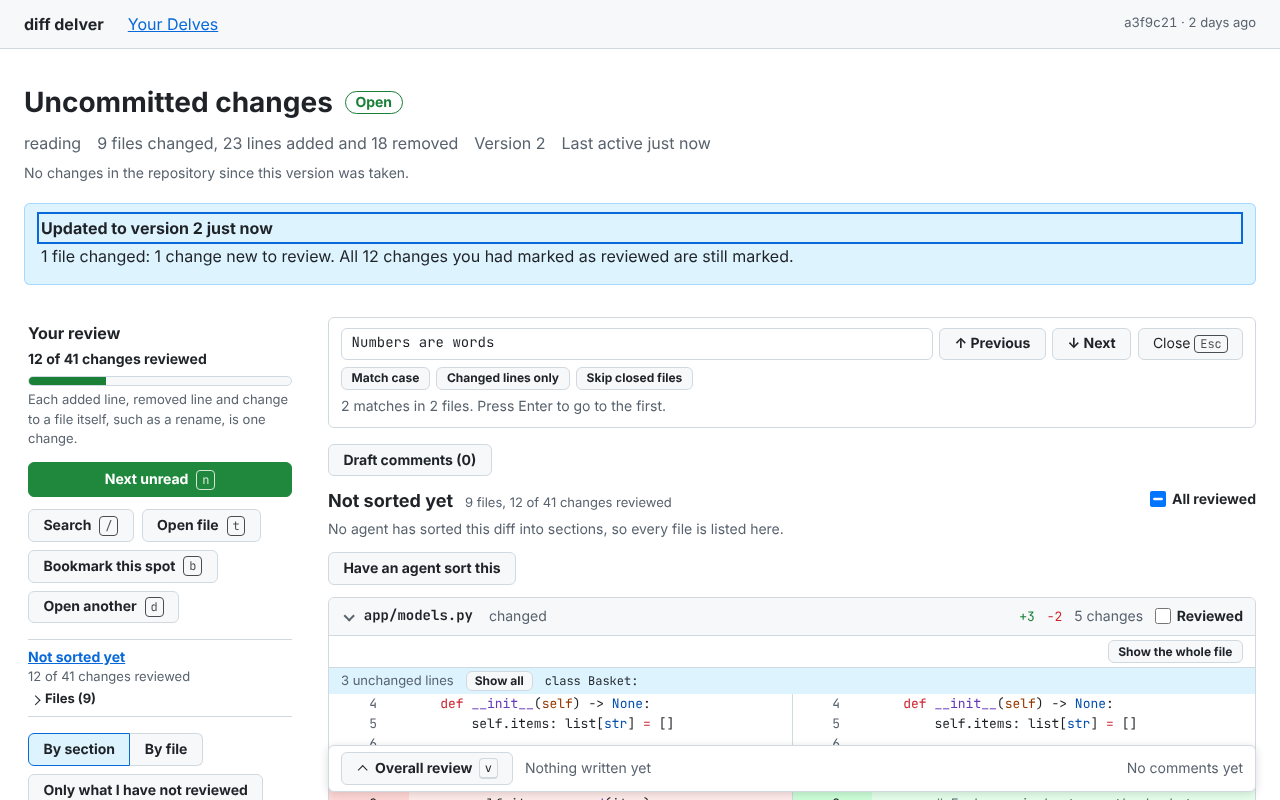 diff delver Your Delves a3f9c21 · 2 days ago
Uncommitted changes Open
reading 9 files changed, 23 lines added and 18 removed Version 2 Last active just now
No changes in the repository since this version was taken.
Updated to version 2 just now
1 file changed: 1 change new to review. All 12 changes you had marked as reviewed are still marked.
Your review
12 of 41 changes reviewed
Each added line, removed line and change
to a file itself, such as a rename, is one
change.
Next unread n
Search / Open file t
Bookmark this spot b
Open another d
Not sorted yet
12 of 41 changes reviewed
Files (9)
By section By file
Only what I have not reviewed
Numbers are words ↑ Previous ↓ Next Close Esc
Match case Changed lines only Skip closed files
2 matches in 2 files. Press Enter to go to the first.
Draft comments (0)
Not sorted yet 9 files, 12 of 41 changes reviewed All reviewed
No agent has sorted this diff into sections, so every file is listed here.
Have an agent sort this
app/models.py changed +3 -2 5 changes Reviewed
Show the whole file
3 unchanged lines Show all class Basket:
4 def __init__(self) -> None: 4 def __init__(self) -> None:
5 self.items: list[str] = [] 5 self.items: list[str] = []
Overall review v Nothing written yet No comments yet